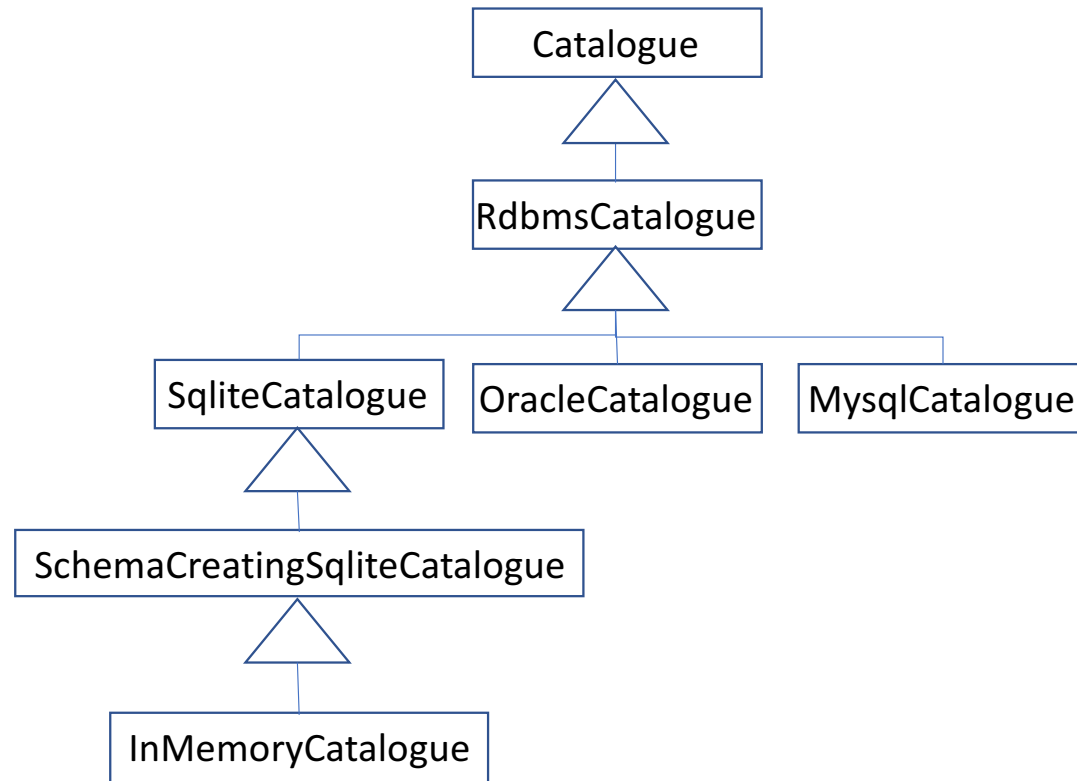 Catalogue
RdbmsCatalogue
SqliteCatalogue
OracleCatalogue
MysqlCatalogue
SchemaCreatingSqliteCatalogue
InMemoryCatalogue